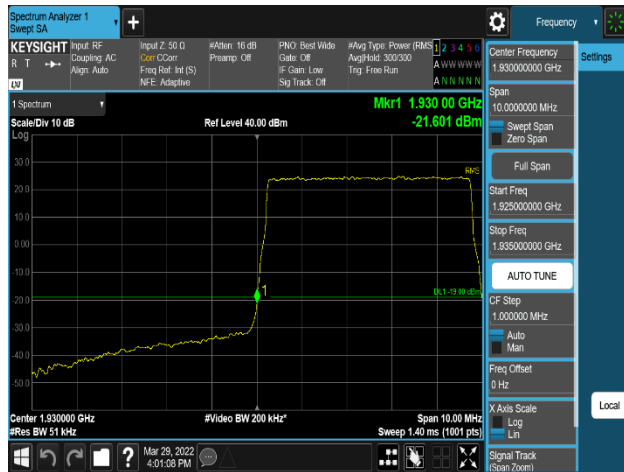 Spectrum Analyzer 1
Swept SA
Frequency
KEYSIGHT
R T
LXI
Input: RF
Coupling: AC
Align: Auto
Input Z: 50 Ω
Corr CCorr
Freq Ref: Int (S)
NFE: Adaptive
#Atten: 16 dB
Preamp: Off
PNO: Best Wide
Gate: Off
IF Gain: Low
Sig Track: Off
#Avg Type: Power (RMS
Avg|Hold: 300/300
Trig: Free Run
1 2 3 4 5 6
A W W W W W
A N N N N N
1 Spectrum
Scale/Div 10 dB
Ref Level 40.00 dBm
Mkr1 1.930 00 GHz
-21.601 dBm
Log
30.0
20.0
10.0
0.00
-10.0
-20.0
-30.0
-40.0
-50.0
RMS
DL1 -19.00 dBm
1
Center 1.930000 GHz
#Res BW 51 kHz
#Video BW 200 kHz*
Span 10.00 MHz
Sweep 1.40 ms (1001 pts)
Center Frequency
1.930000000 GHz
Span
10.0000000 MHz
Swept Span
Zero Span
Full Span
Start Freq
1.925000000 GHz
Stop Freq
1.935000000 GHz
AUTO TUNE
CF Step
1.000000 MHz
Auto
Man
Freq Offset
0 Hz
X Axis Scale
Log
Lin
Signal Track
(Span Zoom)
Settings
Local
?
Mar 29, 2022
4:01:08 PM